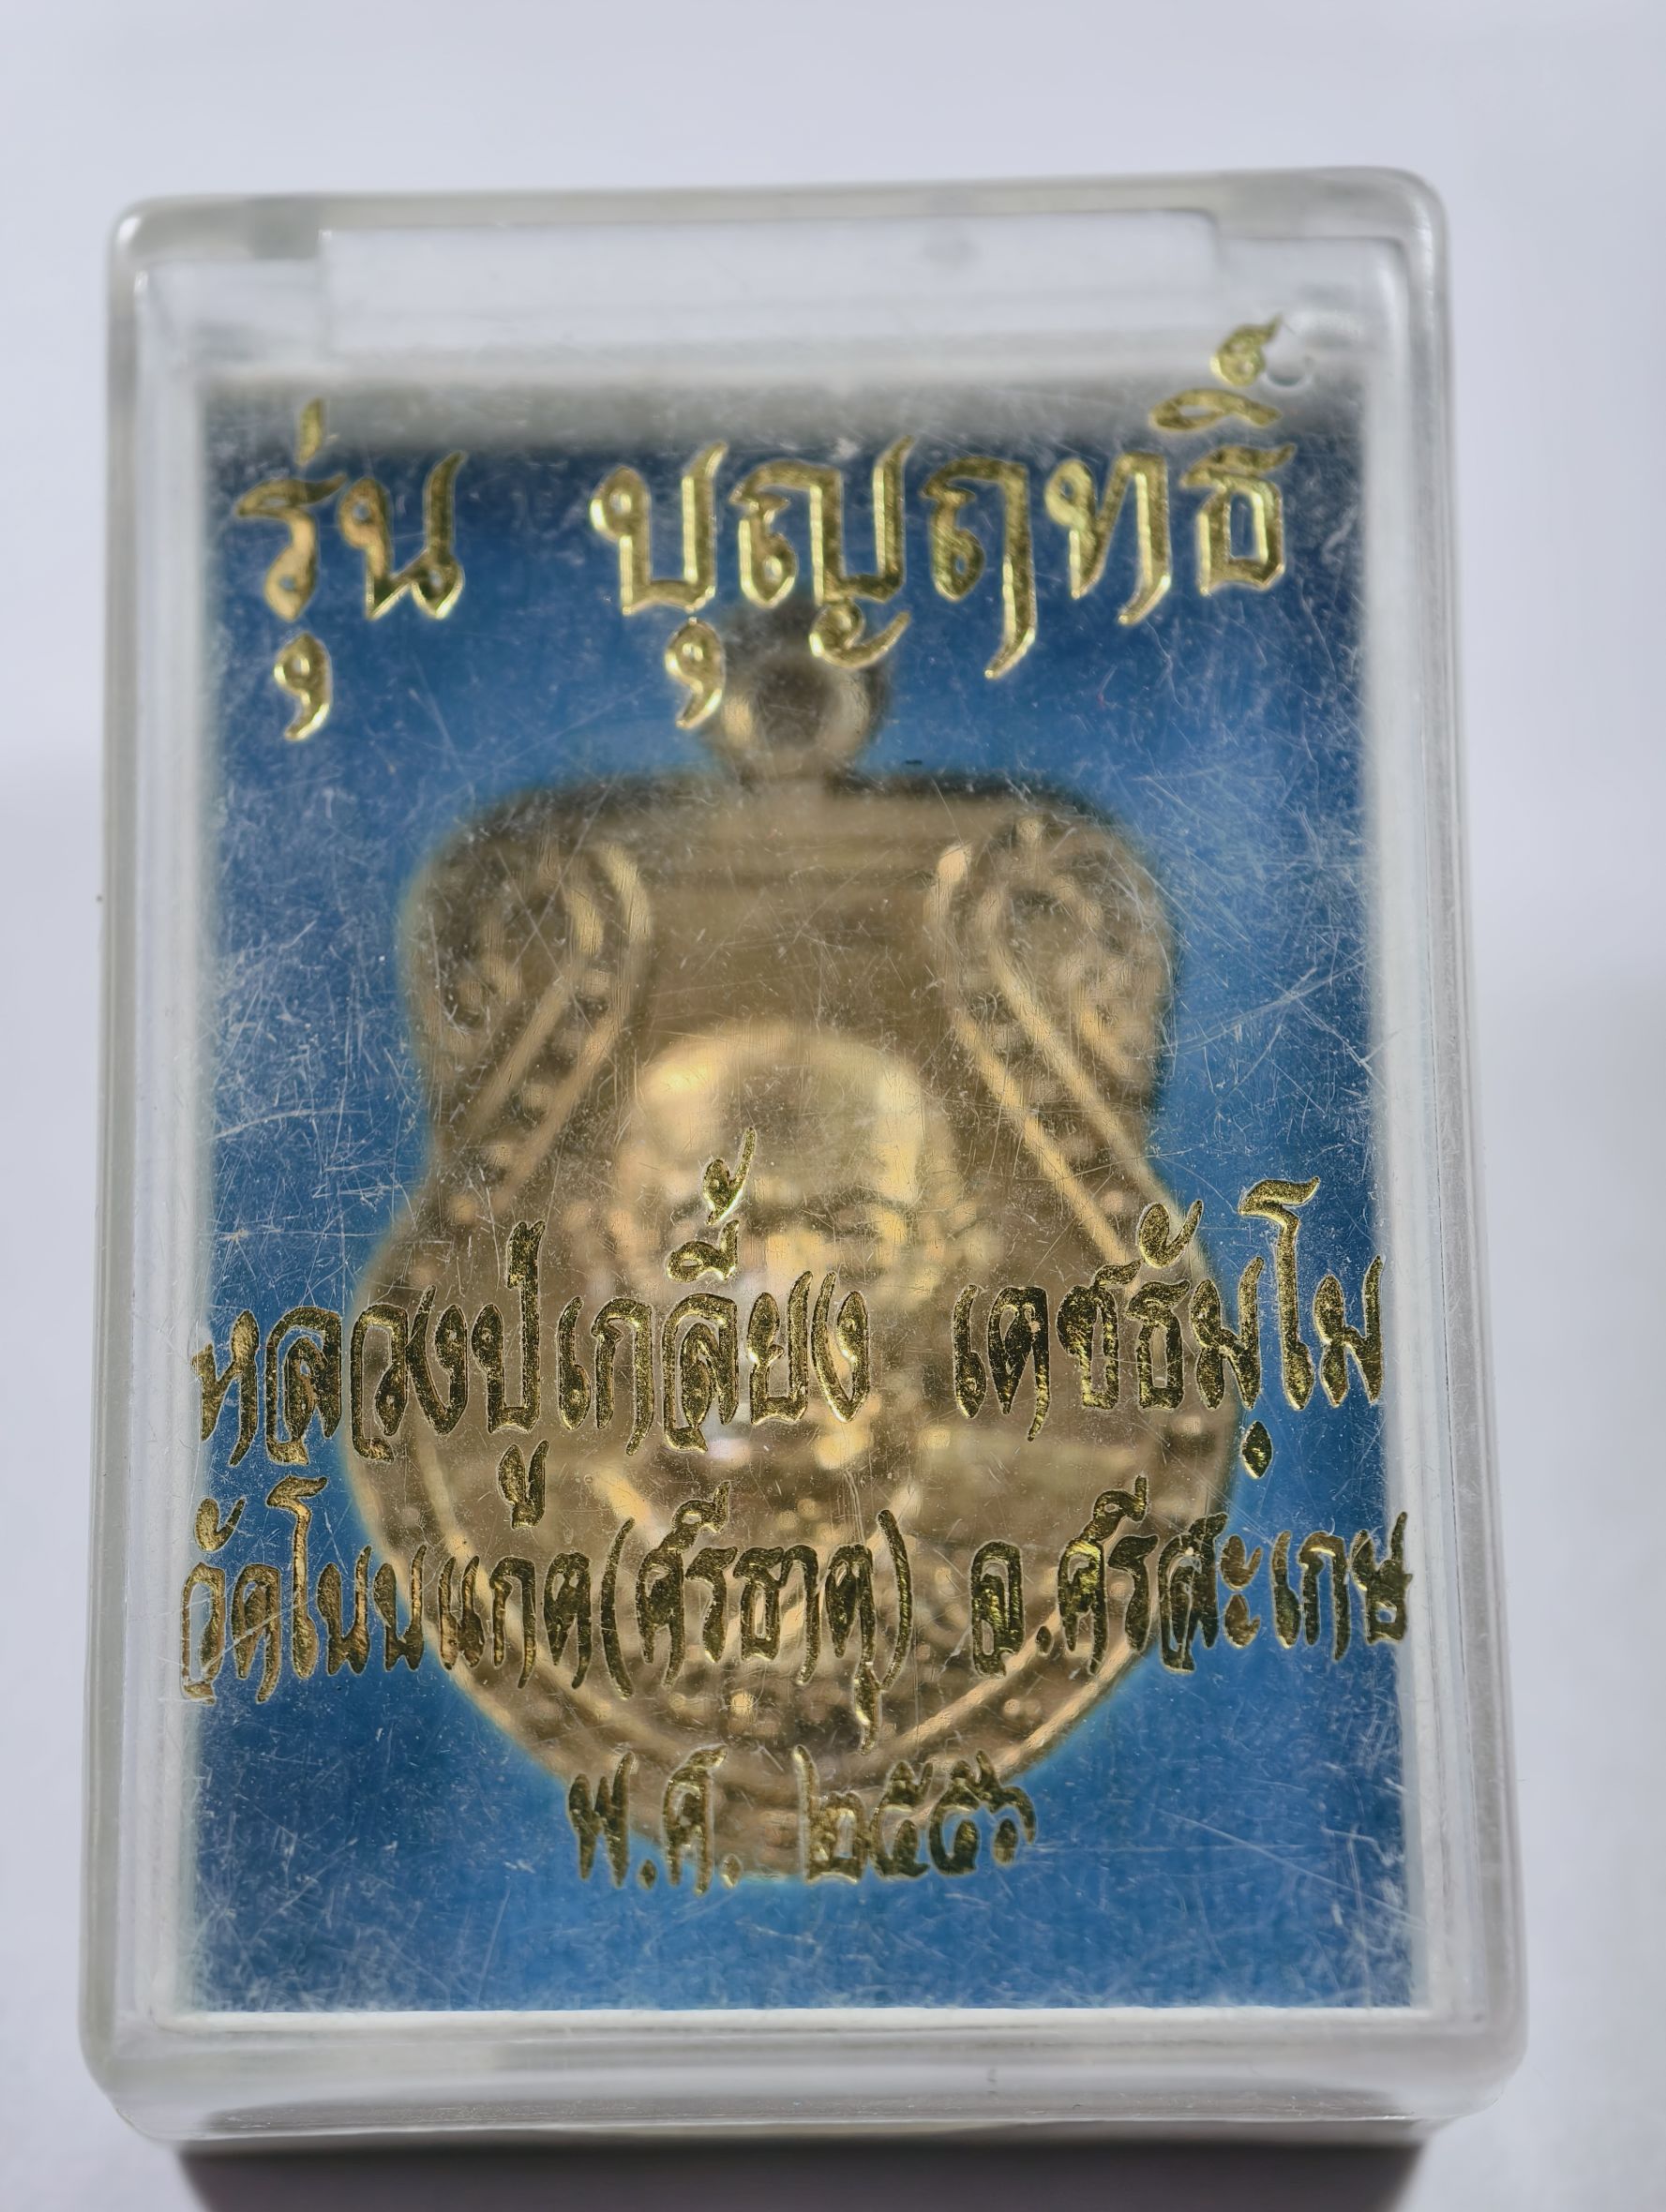 รุ่น บุญฤทธิ์
หลวงปู่เกลี้ยง เตชธัมฺโม
วัดโนนแกด(ศรีธาตุ) อ.ศรีสะเกษ
พ.ศ. ๒๕๕๖